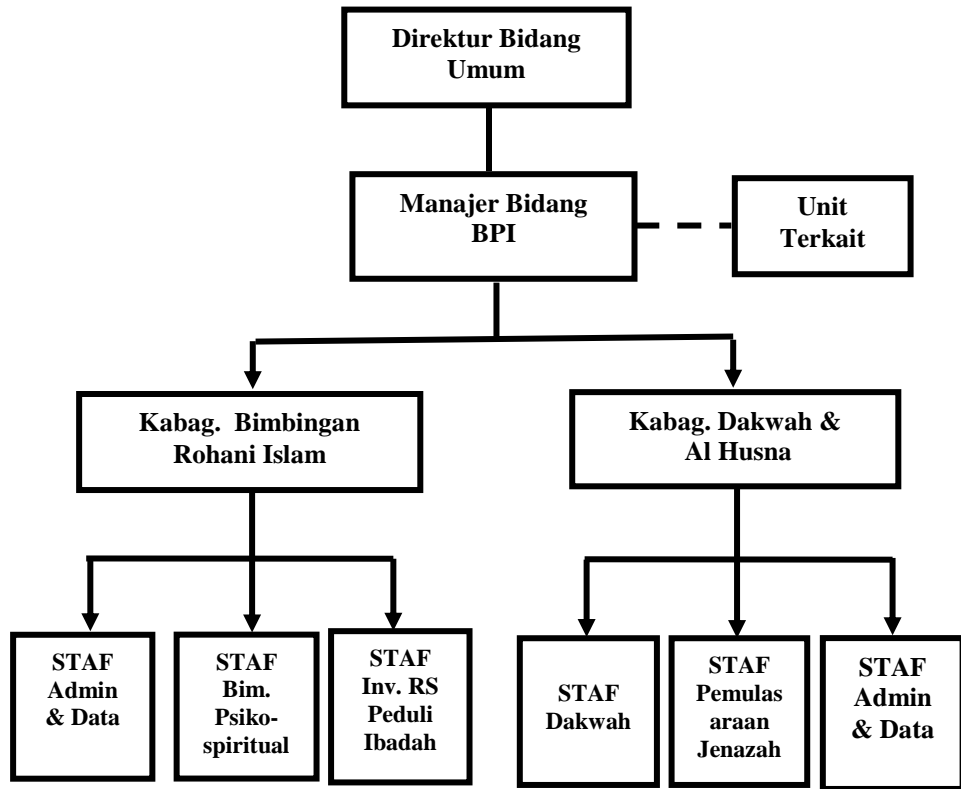 Direktur Bidang
Umum
Manajer Bidang
BPI
Unit
Terkait
Kabag. Bimbingan
Rohani Islam
Kabag. Dakwah &
Al Husna
STAF
Admin
& Data
STAF
Bim.
Psiko-
spiritual
STAF
Inv. RS
Peduli
Ibadah
STAF
Dakwah
STAF
Pemulas
araan
Jenazah
STAF
Admin
& Data